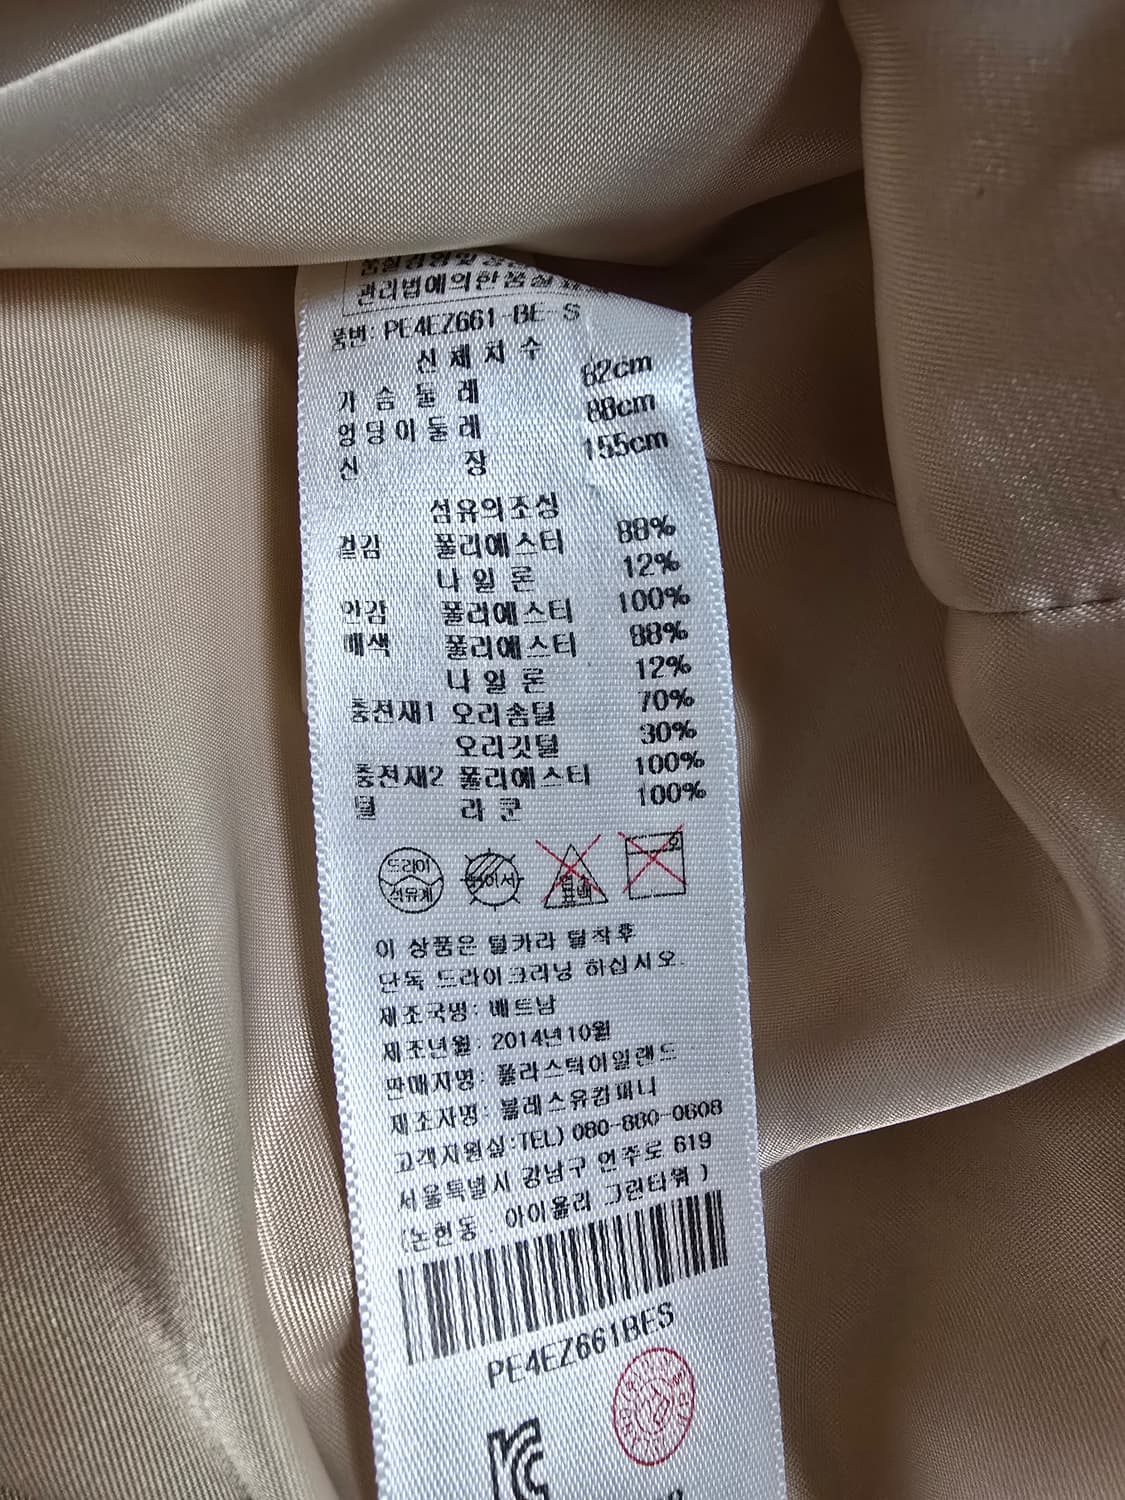 관리법에의한품질표
품번: PE4EZ661-BE-S
신체치수
가슴둘레 82cm
엉덩이둘레 88cm
신장 155cm
섬유의조성
겉감 폴리에스터 88%
나일론 12%
안감 폴리에스터 100%
배색 폴리에스터 88%
나일론 12%
충전재1 오리솜털 70%
오리깃털 30%
충전재2 폴리에스터 100%
털 라쿤 100%
드라이
석유계
이 상품은 털카라 탈착후
단독 드라이크리닝 하십시오.
제조국명: 베트남
제조년월: 2014년10월
판매자명: 플라스틱아일랜드
제조자명: 블레스유컴퍼니
고객지원실:TEL) 080-880-0808
서울특별시 강남구 언주로 619
(논현동, 아이올리 그린타워)
PE4EZ661BES